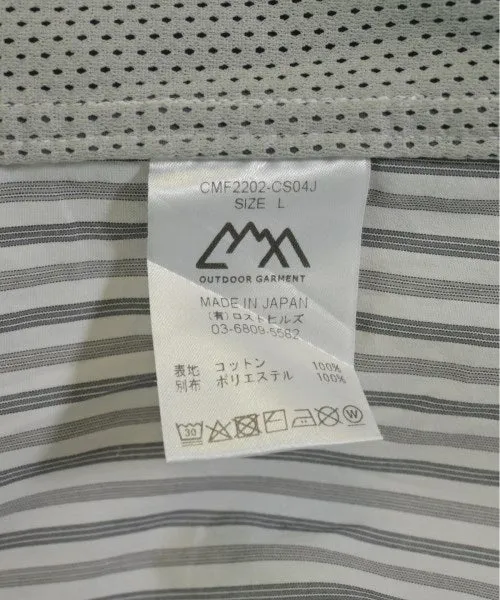 CMF2202-CS04J
SIZE L
OUTDOOR GARMENT
MADE IN JAPAN
(有)ロストヒルズ
03-6809-5582
表地 コットン 100%
別布 ポリエステル 100%
30 W